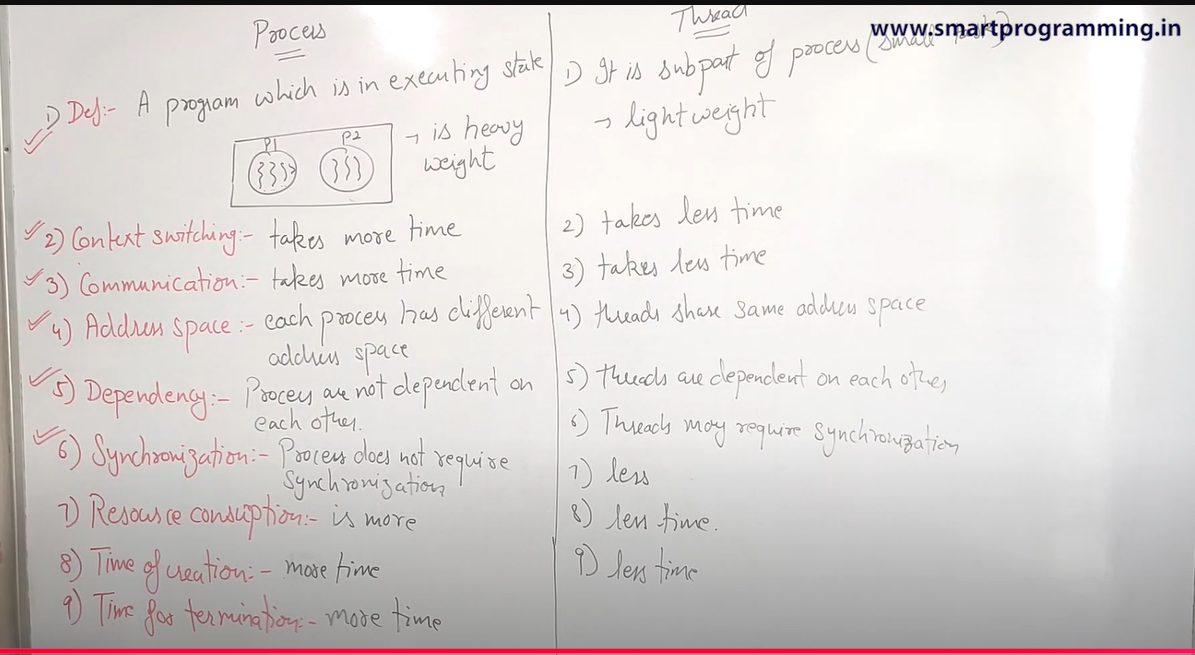 www.smartprogramming.in
Process
1) Def:- A program which is in executing state
P1 P2
→ is heavy
weight
2) Context switching:- takes more time
3) Communication:- takes more time
4) Address space:- each process has different
address space
5) Dependency:- Process are not dependent on
each other.
6) Synchronization:- Process does not require
Synchronization
7) Resource consuption:- is more
8) Time of creation:- more time
9) Time for termination:- more time
Thread
1) It is subpart of process (small task)
→ lightweight
2) takes less time
3) takes less time
4) threads share same address space
5) threads are dependent on each other
6) Threads may require synchronization
7) less
8) less time.
9) less time